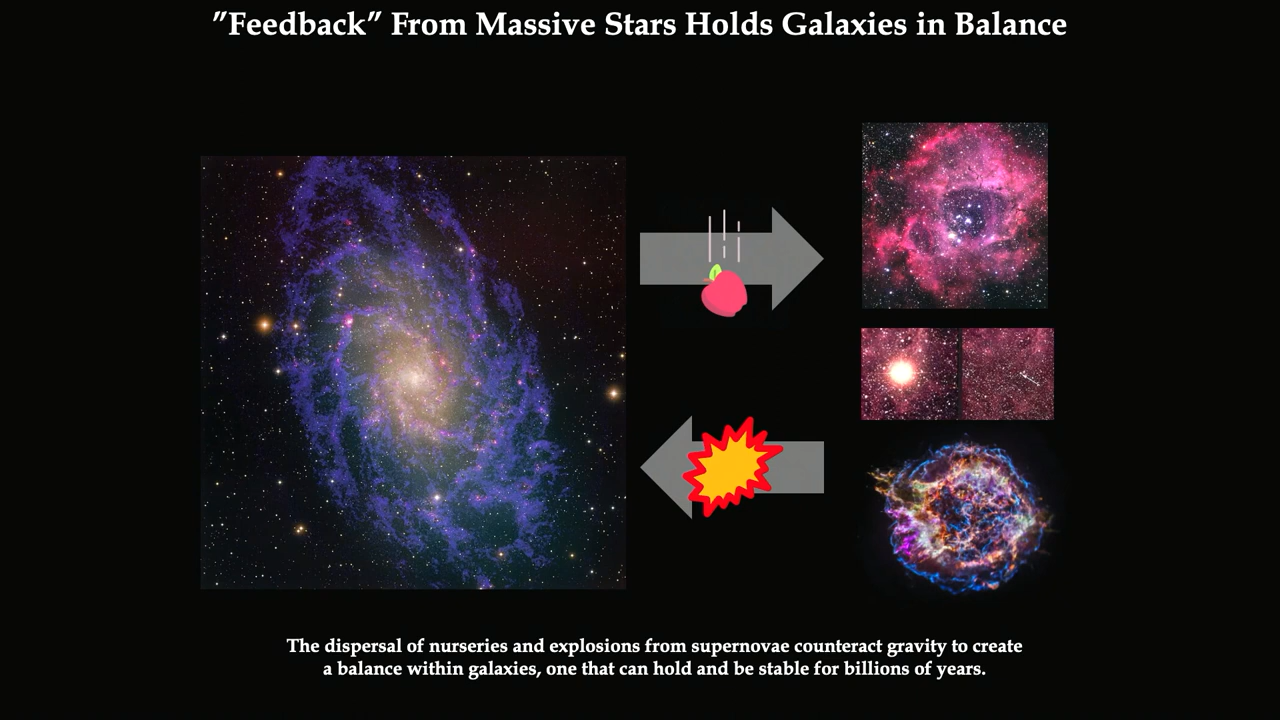 ”Feedback” From Massive Stars Holds Galaxies in Balance
The dispersal of nurseries and explosions from supernovae counteract gravity to create
a balance within galaxies, one that can hold and be stable for billions of years.